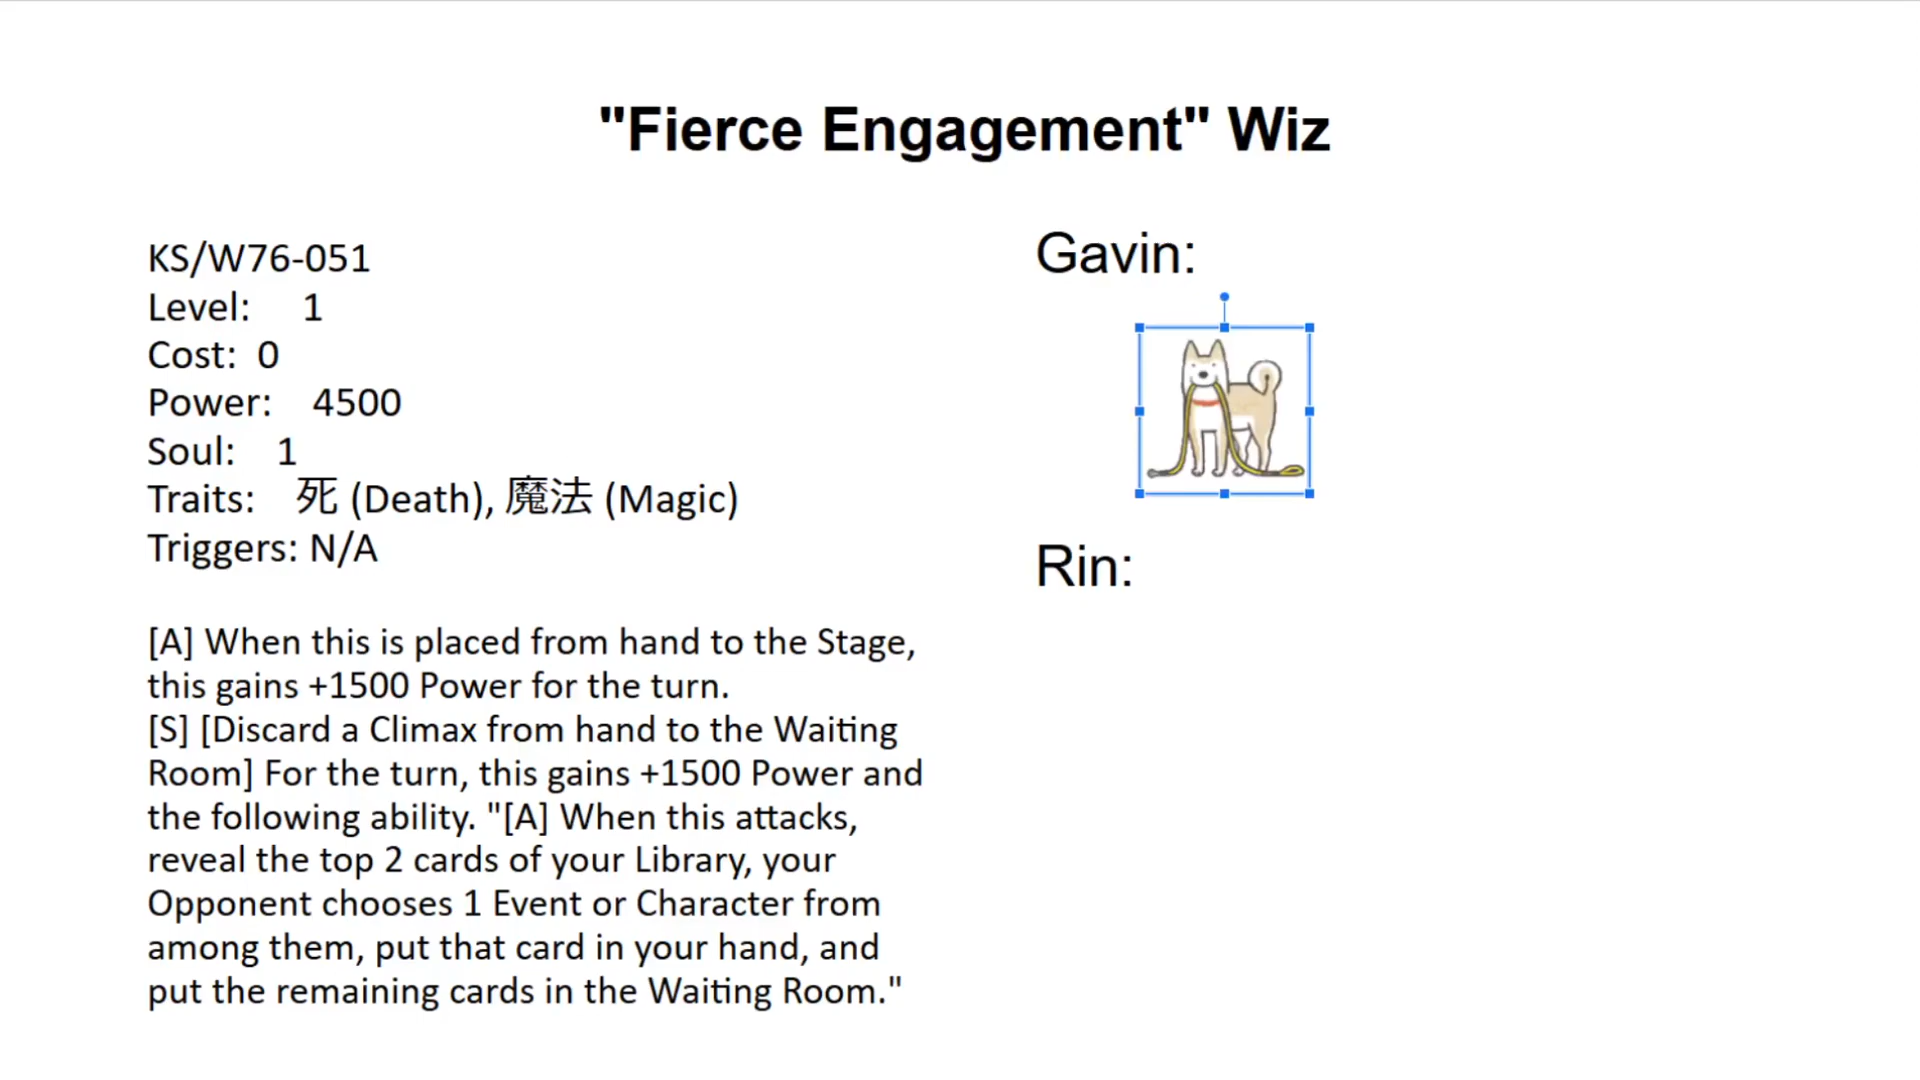 "Fierce Engagement" Wiz
KS/W76-051
Level: 1
Cost: 0
Power: 4500
Soul: 1
Traits: 死 (Death), 魔法 (Magic)
Triggers: N/A
[A] When this is placed from hand to the Stage,
this gains +1500 Power for the turn.
[S] [Discard a Climax from hand to the Waiting
Room] For the turn, this gains +1500 Power and
the following ability. "[A] When this attacks,
reveal the top 2 cards of your Library, your
Opponent chooses 1 Event or Character from
among them, put that card in your hand, and
put the remaining cards in the Waiting Room."
Gavin:
Rin: